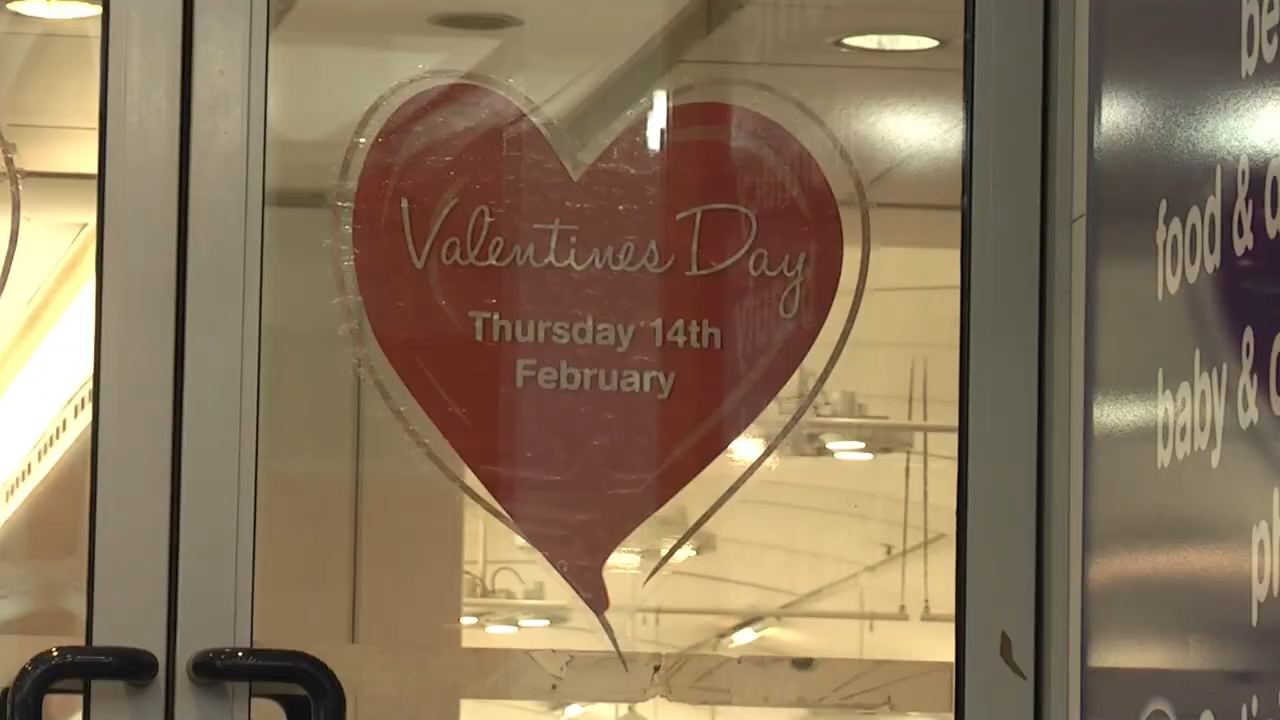 Valentines Day
Thursday 14th
February
food &
baby &